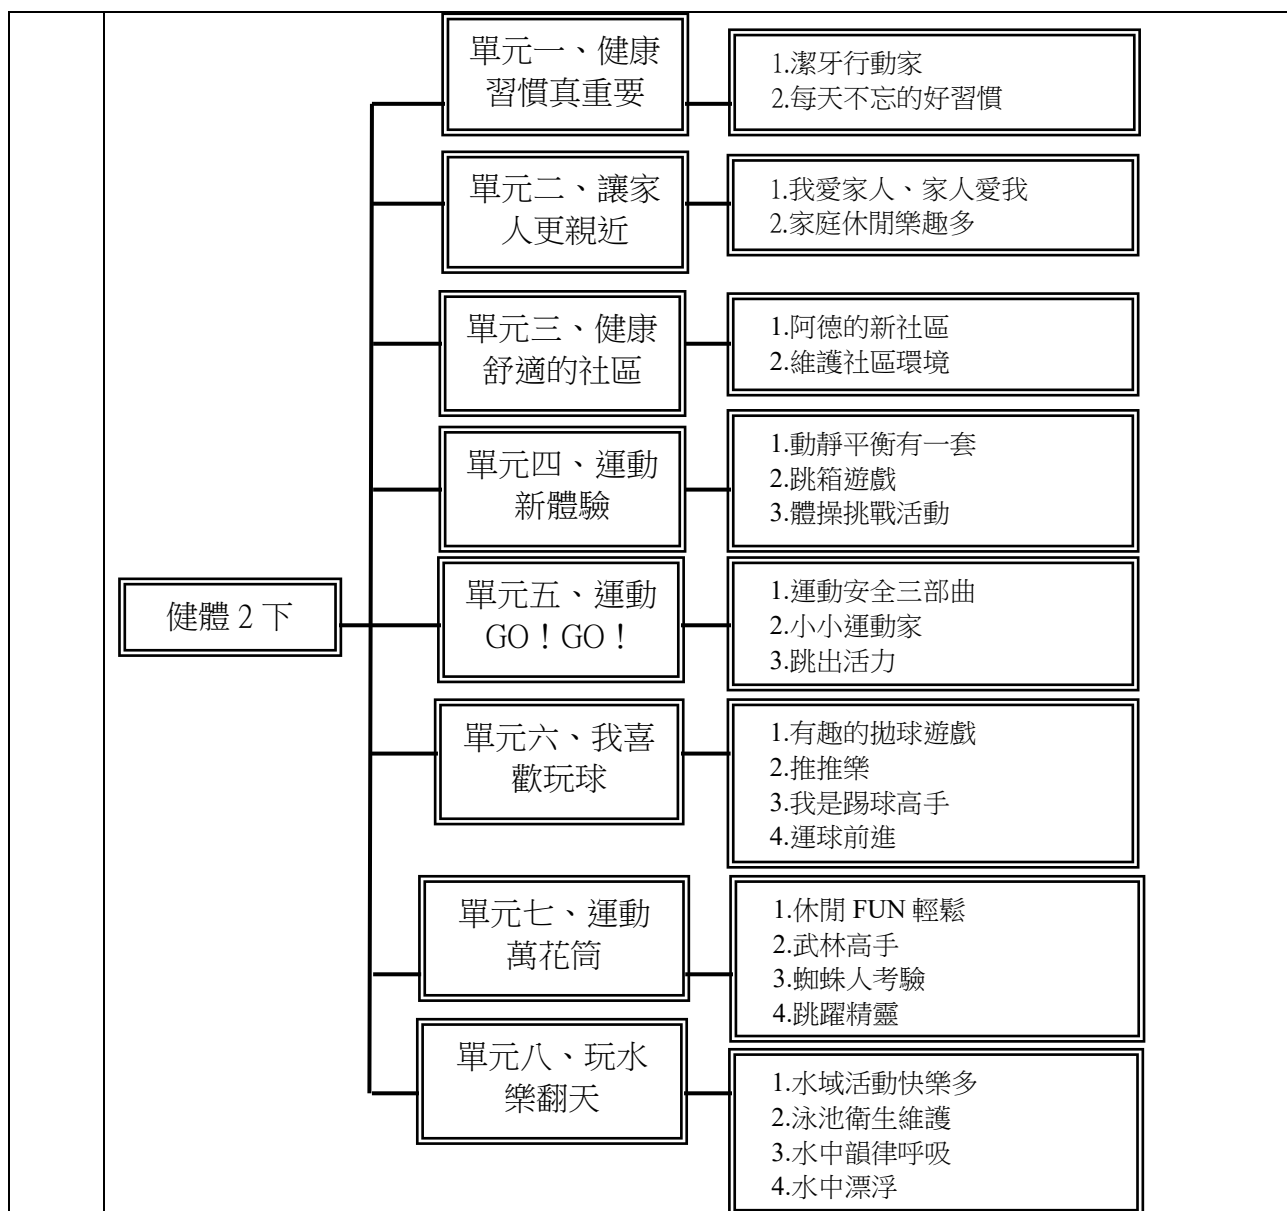 單元一、健康
習慣真重要
1.潔牙行動家
2.每天不忘的好習慣
單元二、讓家
人更親近
1.我愛家人、家人愛我
2.家庭休閒樂趣多
單元三、健康
舒適的社區
1.阿德的新社區
2.維護社區環境
單元四、運動
新體驗
1.動靜平衡有一套
2.跳箱遊戲
3.體操挑戰活動
健體 2 下
單元五、運動
GO！GO！
1.運動安全三部曲
2.小小運動家
3.跳出活力
單元六、我喜
歡玩球
1.有趣的拋球遊戲
2.推推樂
3.我是踢球高手
4.運球前進
單元七、運動
萬花筒
1.休閒 FUN 輕鬆
2.武林高手
3.蜘蛛人考驗
4.跳躍精靈
單元八、玩水
樂翻天
1.水域活動快樂多
2.泳池衛生維護
3.水中韻律呼吸
4.水中漂浮